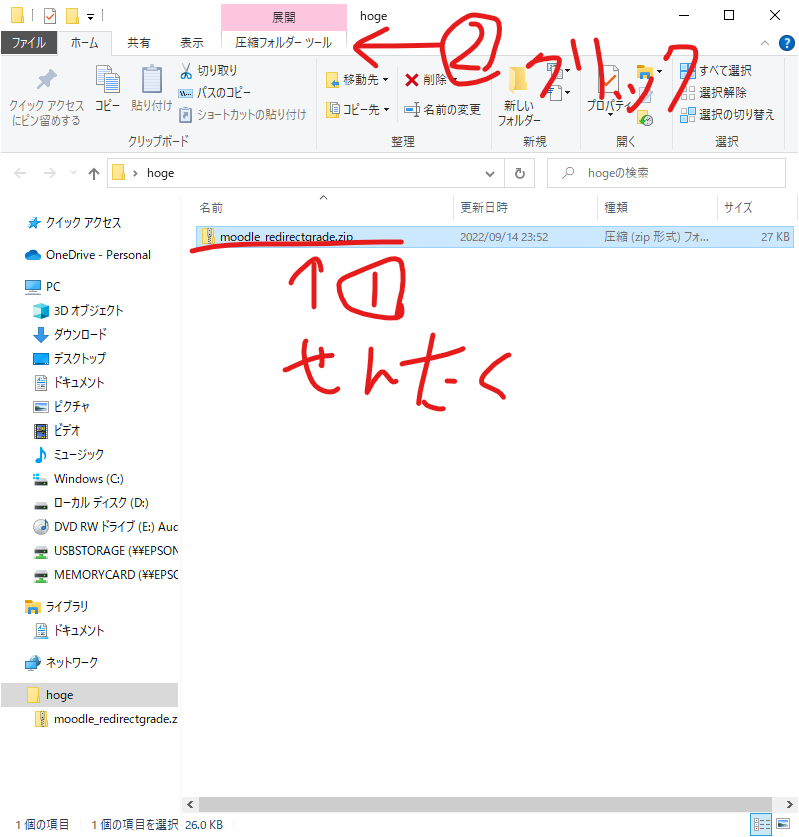 展開
hoge
ファイル
ホーム
共有
表示
圧縮フォルダー ツール
②クリック
クイック アクセス
にピン留めする
コピー
貼り付け
切り取り
パスのコピー
ショートカットの貼り付け
クリップボード
移動先
コピー先
削除
名前の変更
整理
新しい
フォルダー
新規
プロパティ
開く
すべて選択
選択解除
選択の切り替え
選択
hoge
hogeの検索
名前
更新日時
種類
サイズ
moodle_redirectgrade.zip
2022/09/14 23:52
圧縮 (zip 形式) フォ...
27 KB
↑①
せんたく
クイック アクセス
OneDrive - Personal
PC
3D オブジェクト
ダウンロード
デスクトップ
ドキュメント
ピクチャ
ビデオ
ミュージック
Windows (C:)
ローカル ディスク (D:)
DVD RW ドライブ (E:) Auc
USBSTORAGE (¥¥EPSON
MEMORYCARD (¥¥EPSC
ライブラリ
ドキュメント
ネットワーク
hoge
moodle_redirectgrade.z
1 個の項目
1 個の項目を選択 26.0 KB